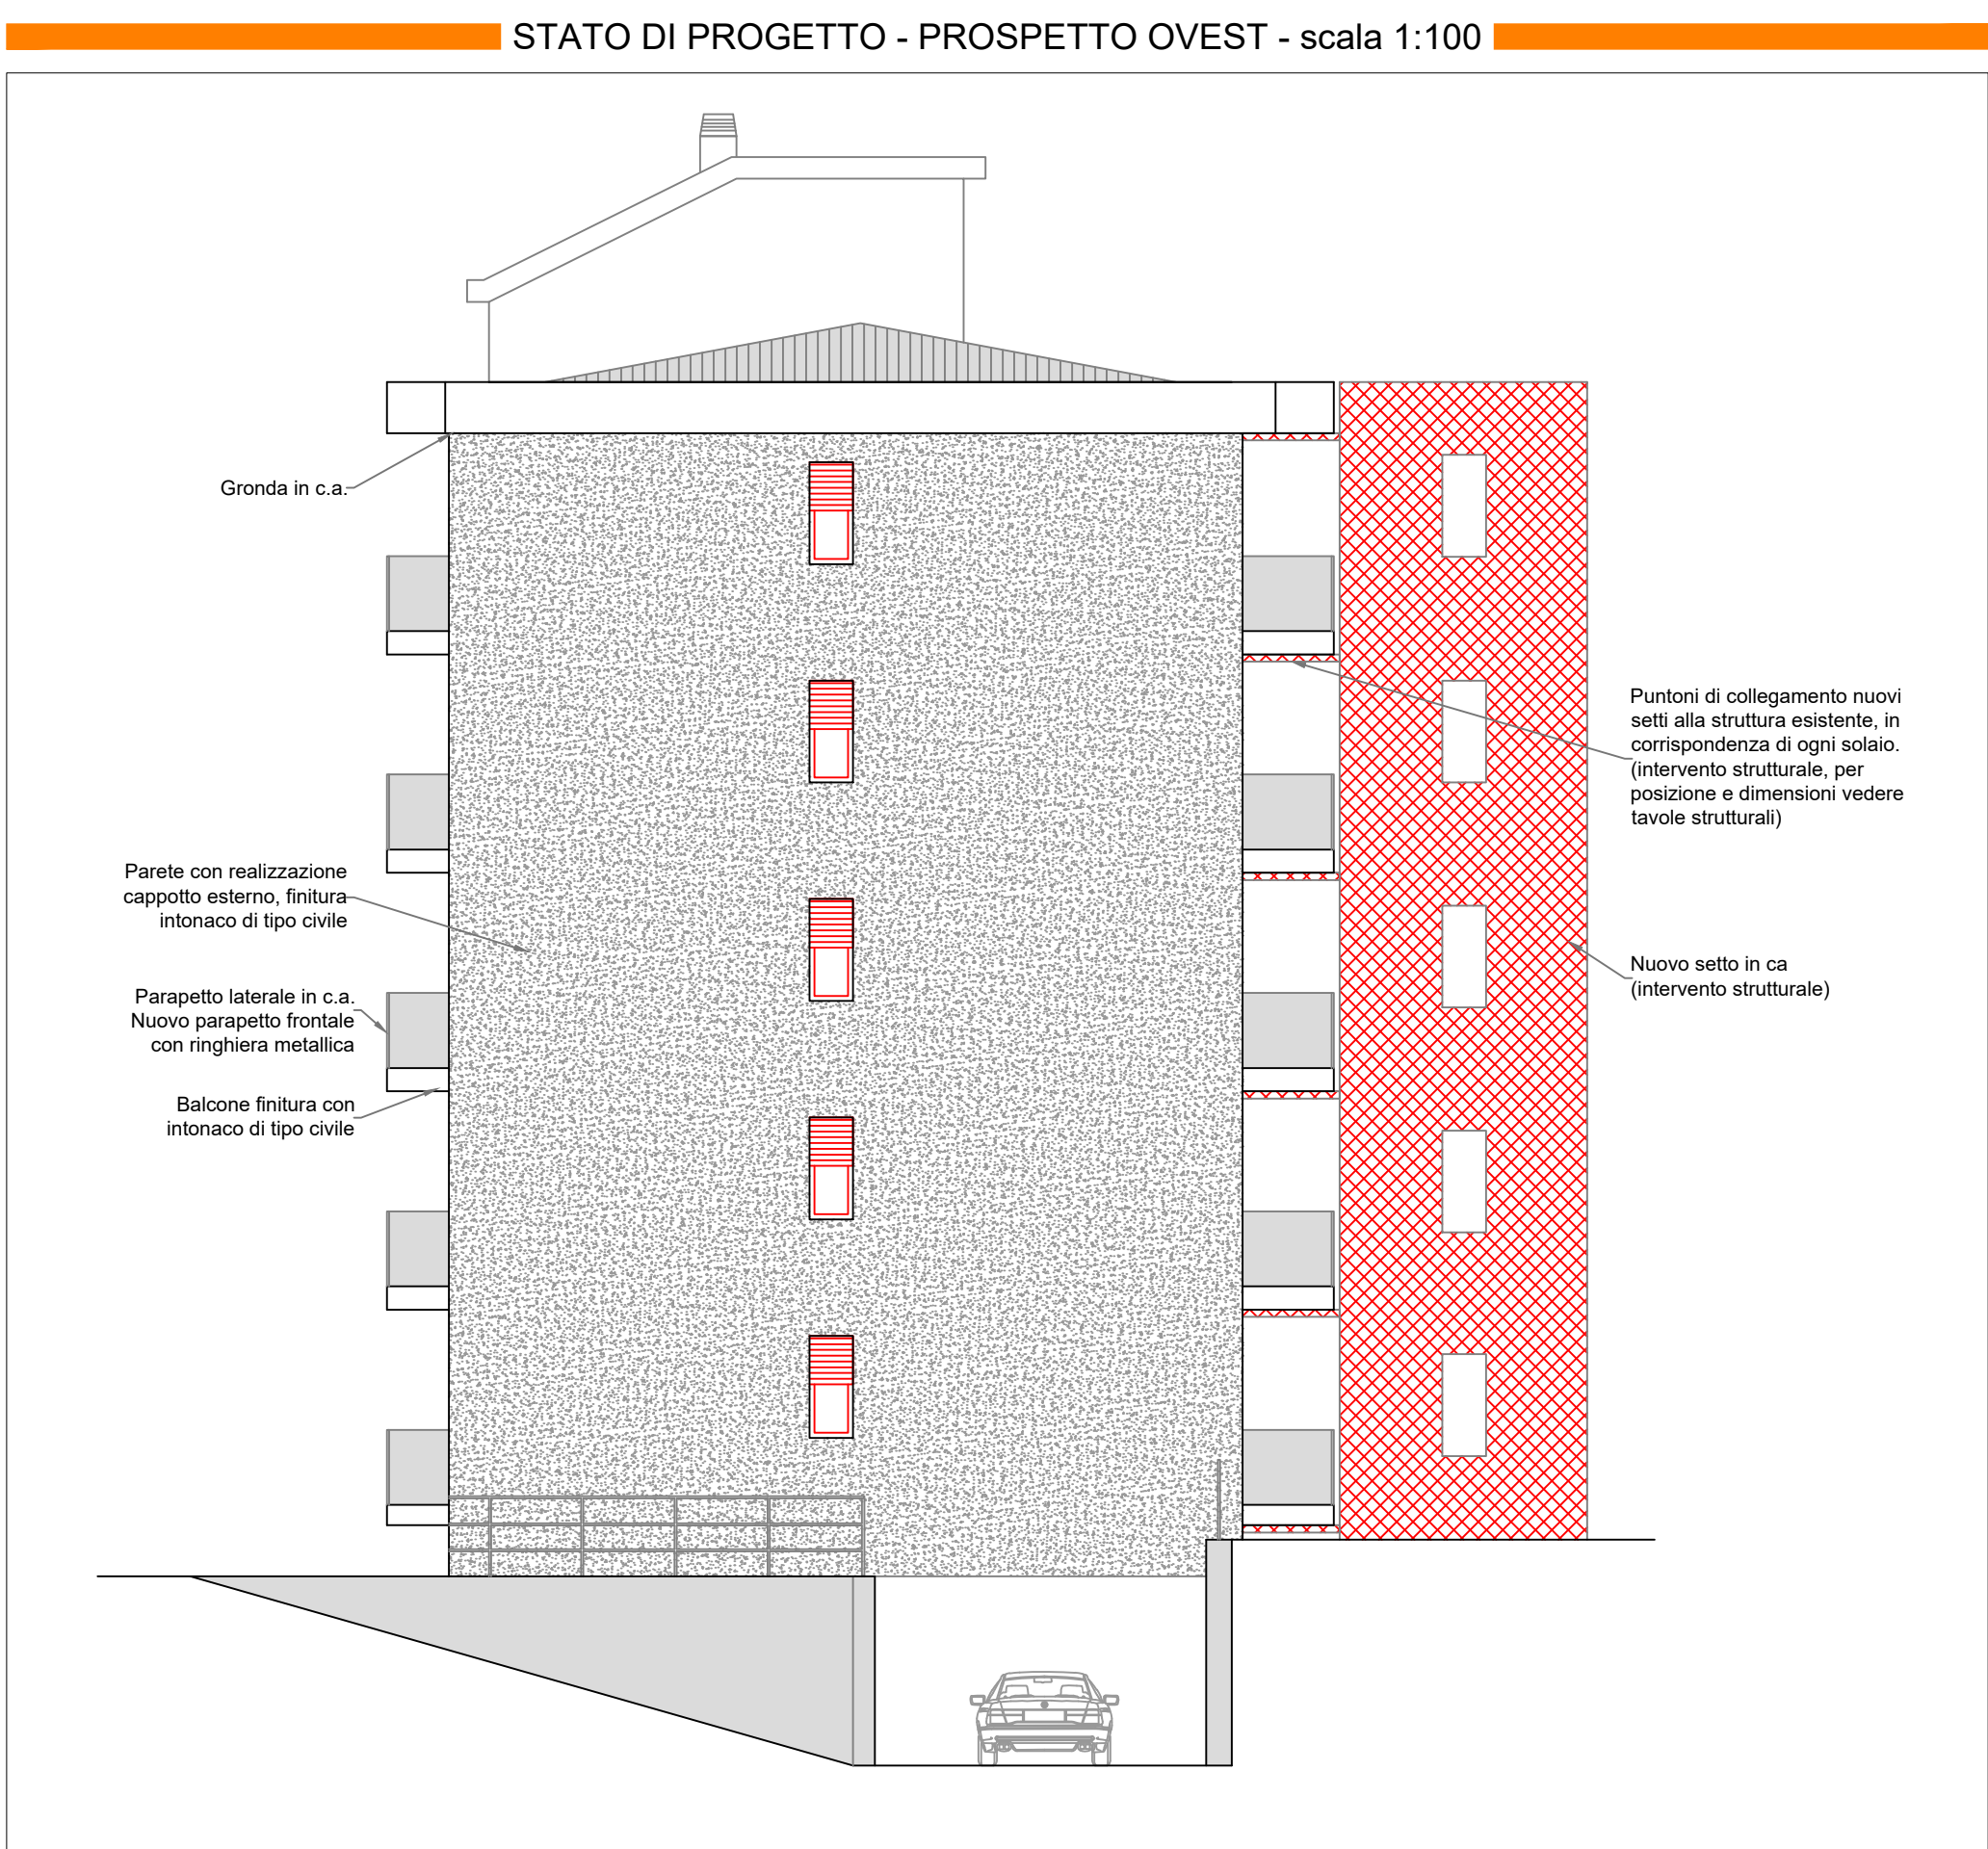 STATO DI PROGETTO - PROSPETTO OVEST - scala 1:100
Gronda in c.a.
Puntoni di collegamento nuovi
setti alla struttura esistente, in
corrispondenza di ogni solaio.
(intervento strutturale, per
posizione e dimensioni vedere
tavole strutturali)
Parete con realizzazione
cappotto esterno, finitura
intonaco di tipo civile
Nuovo setto in ca
(intervento strutturale)
Parapetto laterale in c.a.
Nuovo parapetto frontale
con ringhiera metallica
Balcone finitura con
intonaco di tipo civile